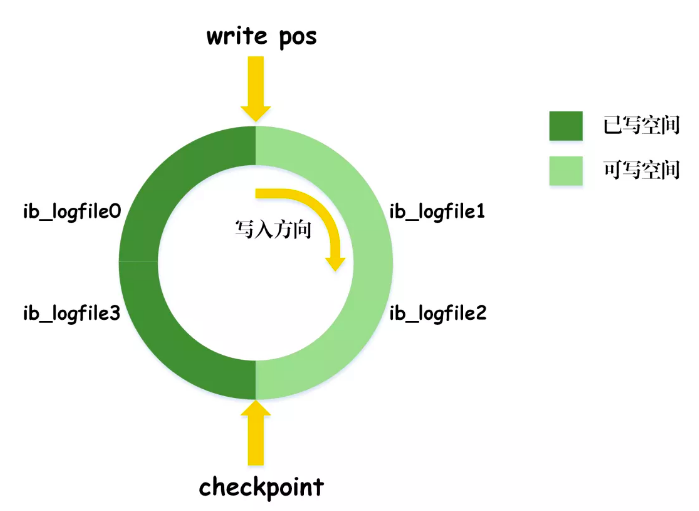 write pos
已写空间
可写空间
ib_logfile0
写入方向
ib_logfile1
ib_logfile3
ib_logfile2
checkpoint